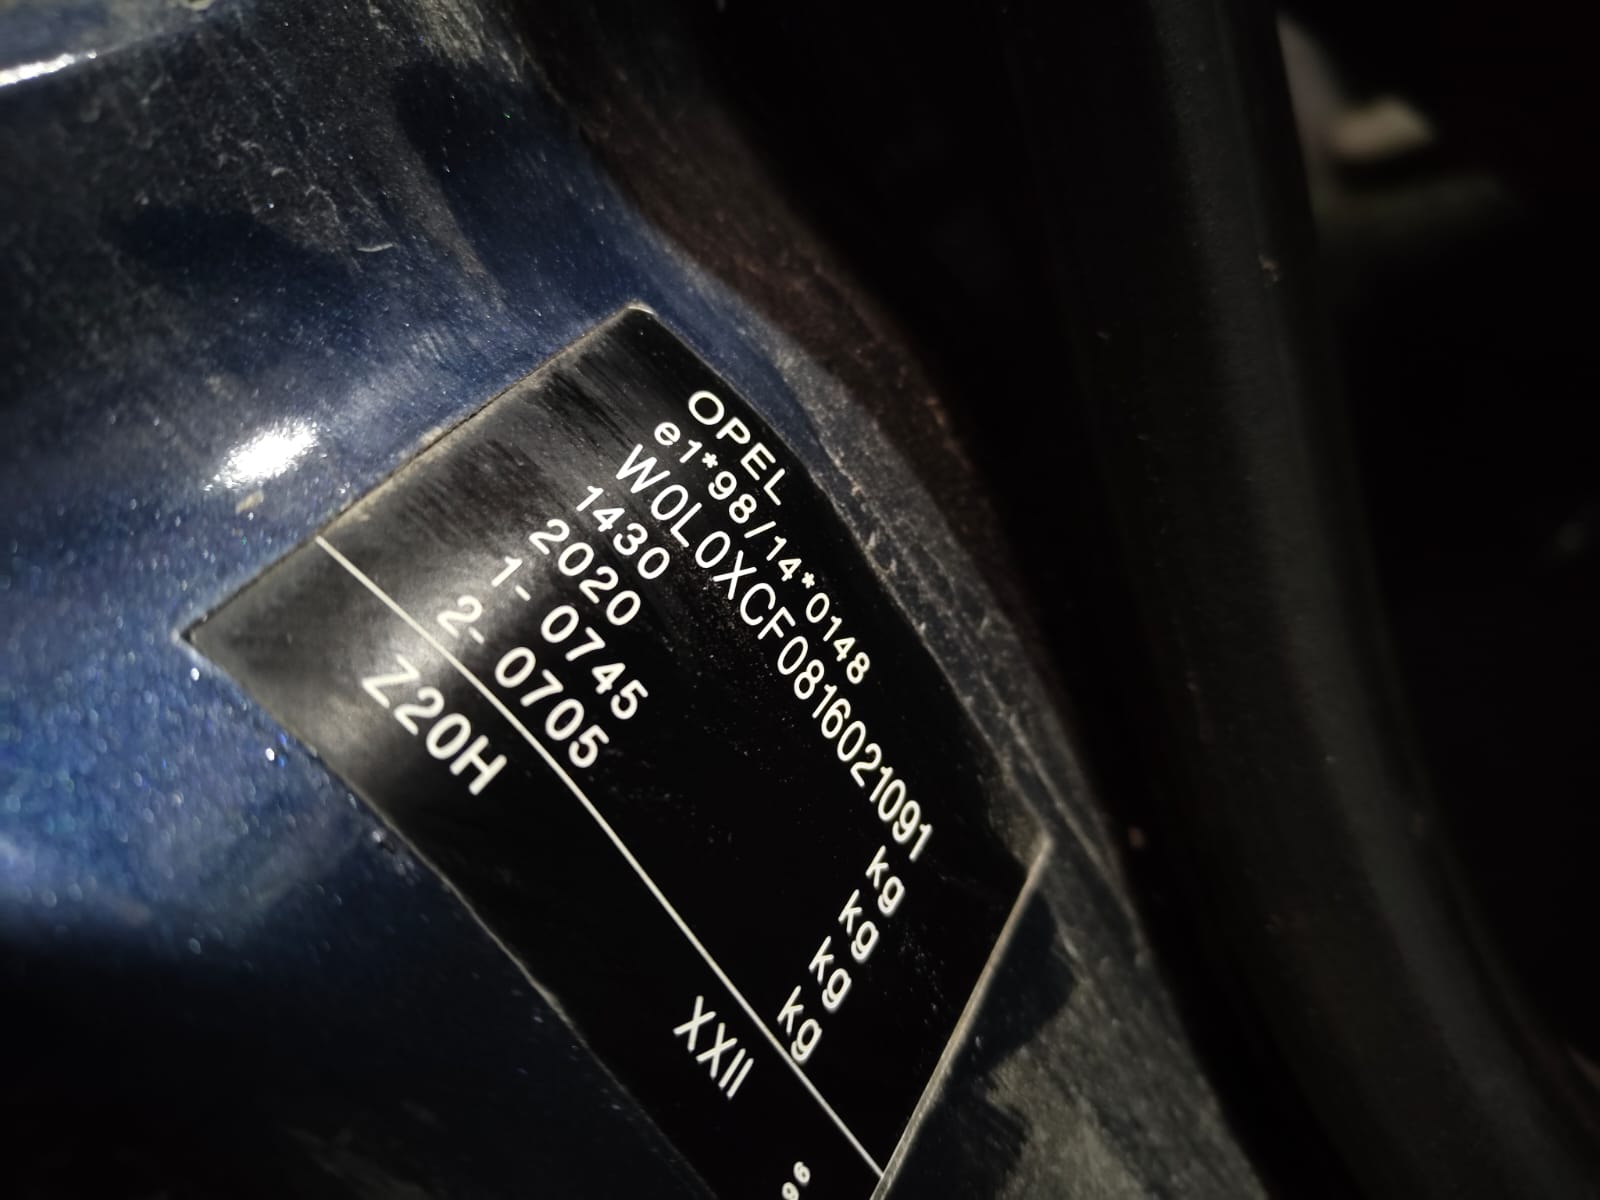 OPEL
e1*98/14*0148
W0L0XCF0816021091
1430 kg
2020 kg
1- 0745 kg
2- 0705 kg
Z20H XXII